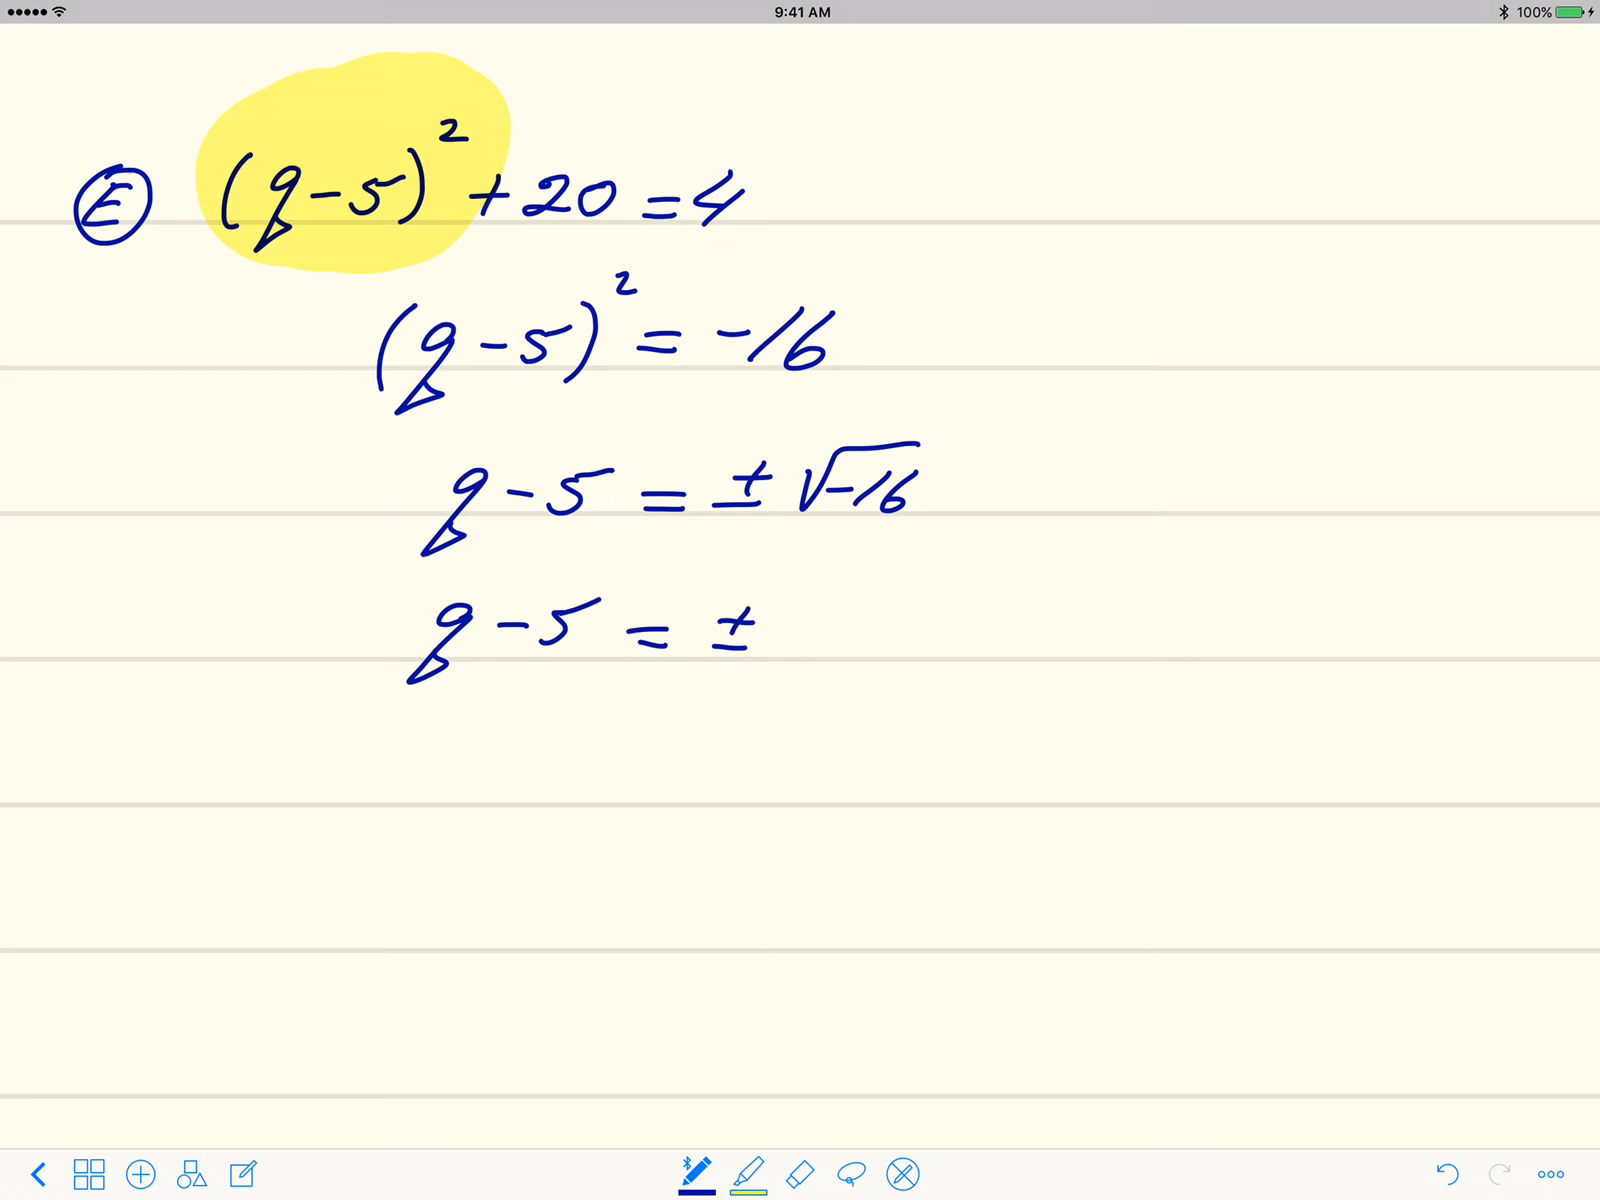 9:41 AM
100%
Ⓔ (q-5)² + 20 = 4
(q-5)² = -16
q-5 = ± √-16
q-5 = ±